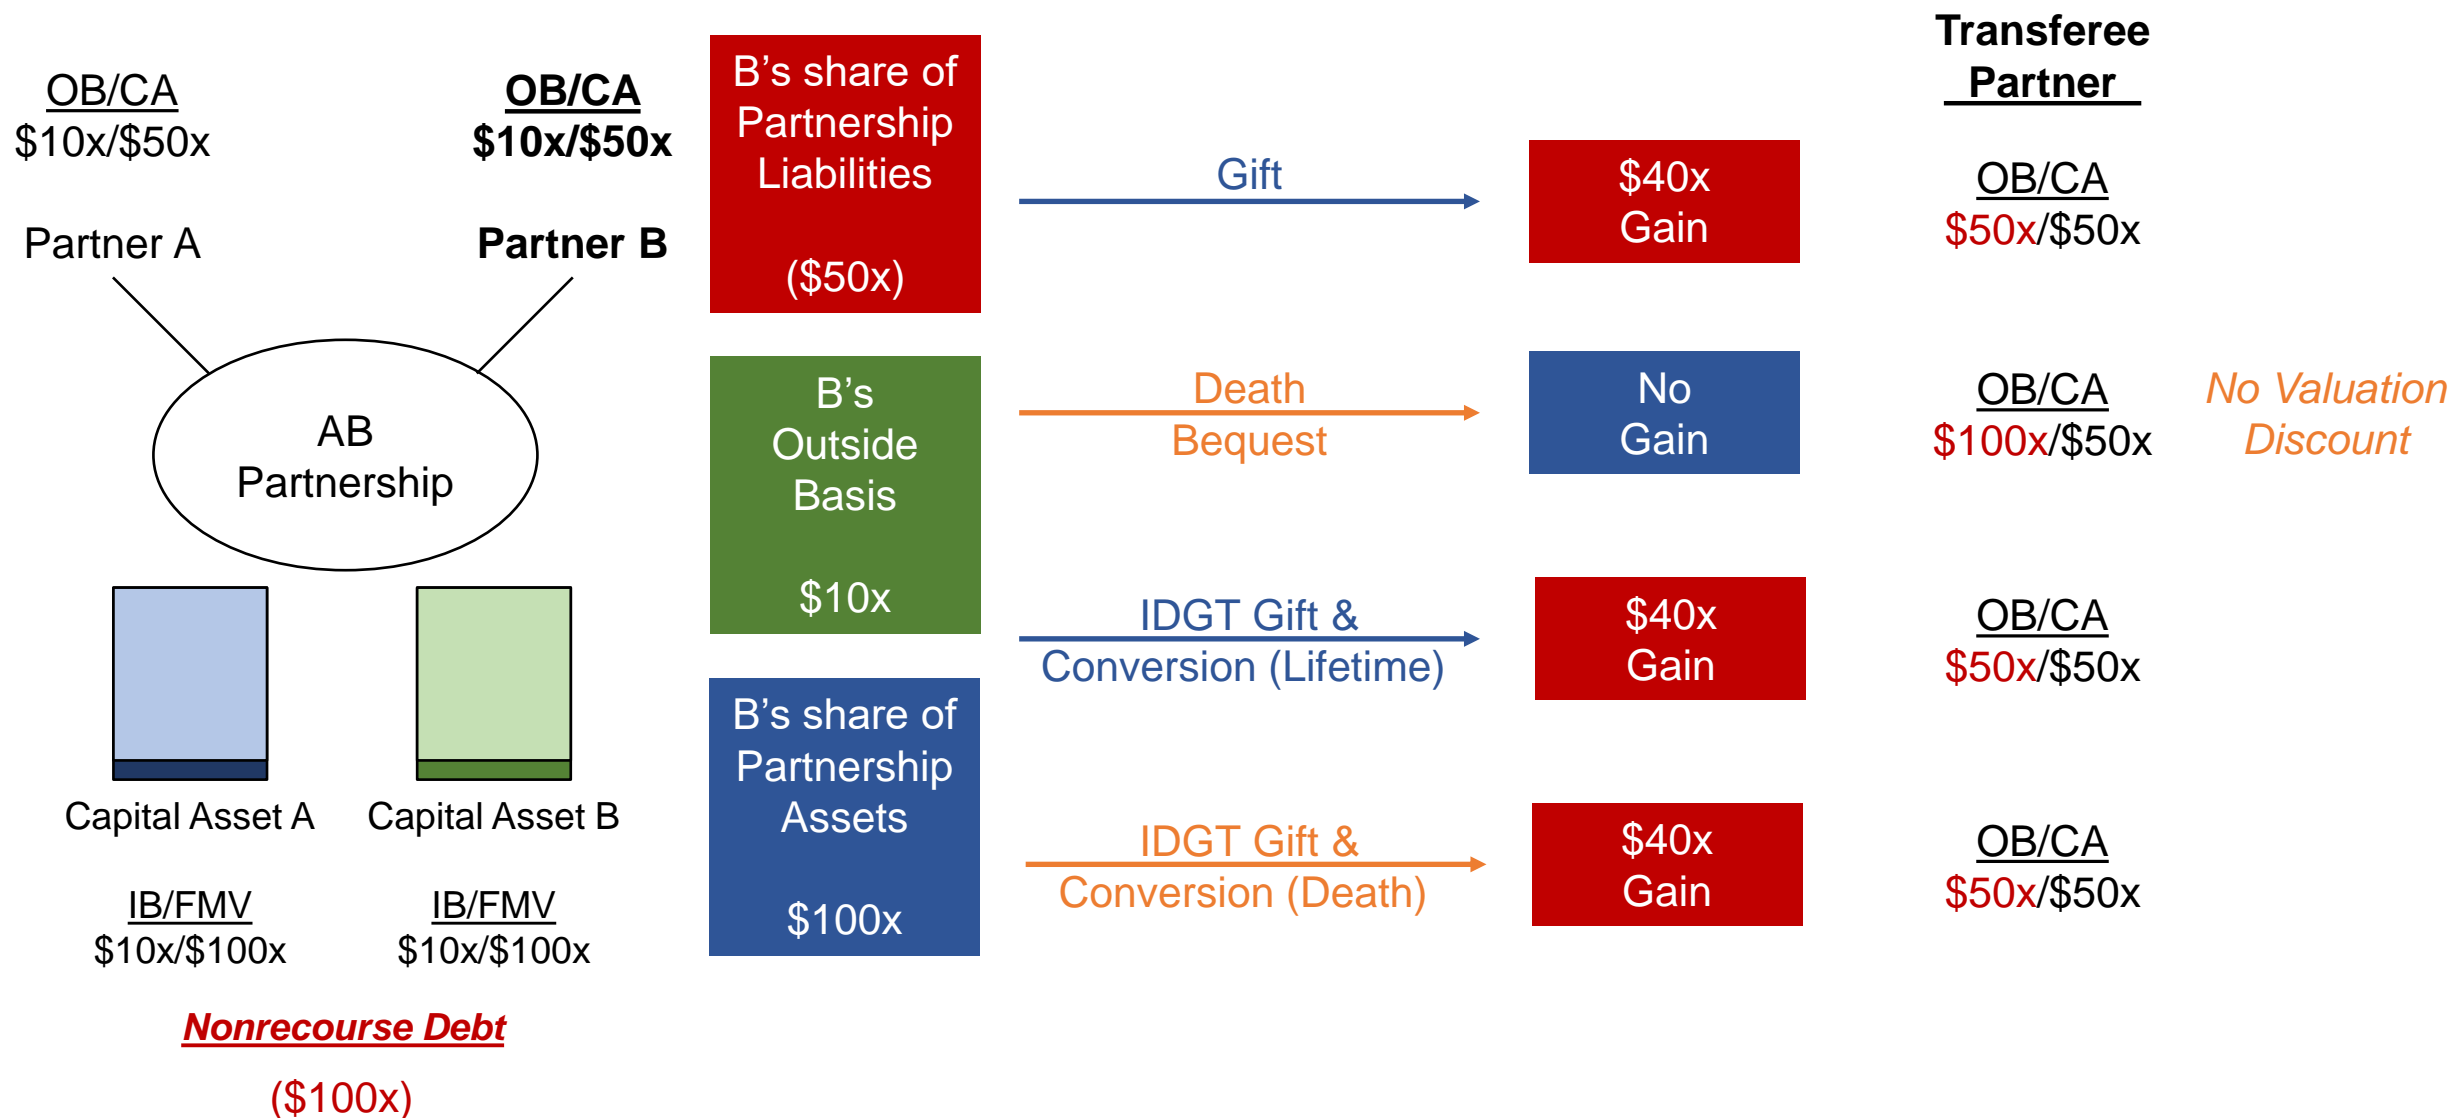 OB/CA
$10x/$50x
OB/CA
$10x/$50x
Partner A
Partner B
AB
Partnership
Capital Asset A
Capital Asset B
IB/FMV
$10x/$100x
IB/FMV
$10x/$100x
Nonrecourse Debt
($100x)
B’s share of
Partnership
Liabilities
($50x)
B’s
Outside
Basis
$10x
B’s share of
Partnership
Assets
$100x
Transferee
Partner
Gift
$40x
Gain
OB/CA
$50x/$50x
Death
Bequest
No
Gain
OB/CA
$100x/$50x
No Valuation
Discount
IDGT Gift &
Conversion (Lifetime)
$40x
Gain
OB/CA
$50x/$50x
IDGT Gift &
Conversion (Death)
$40x
Gain
OB/CA
$50x/$50x